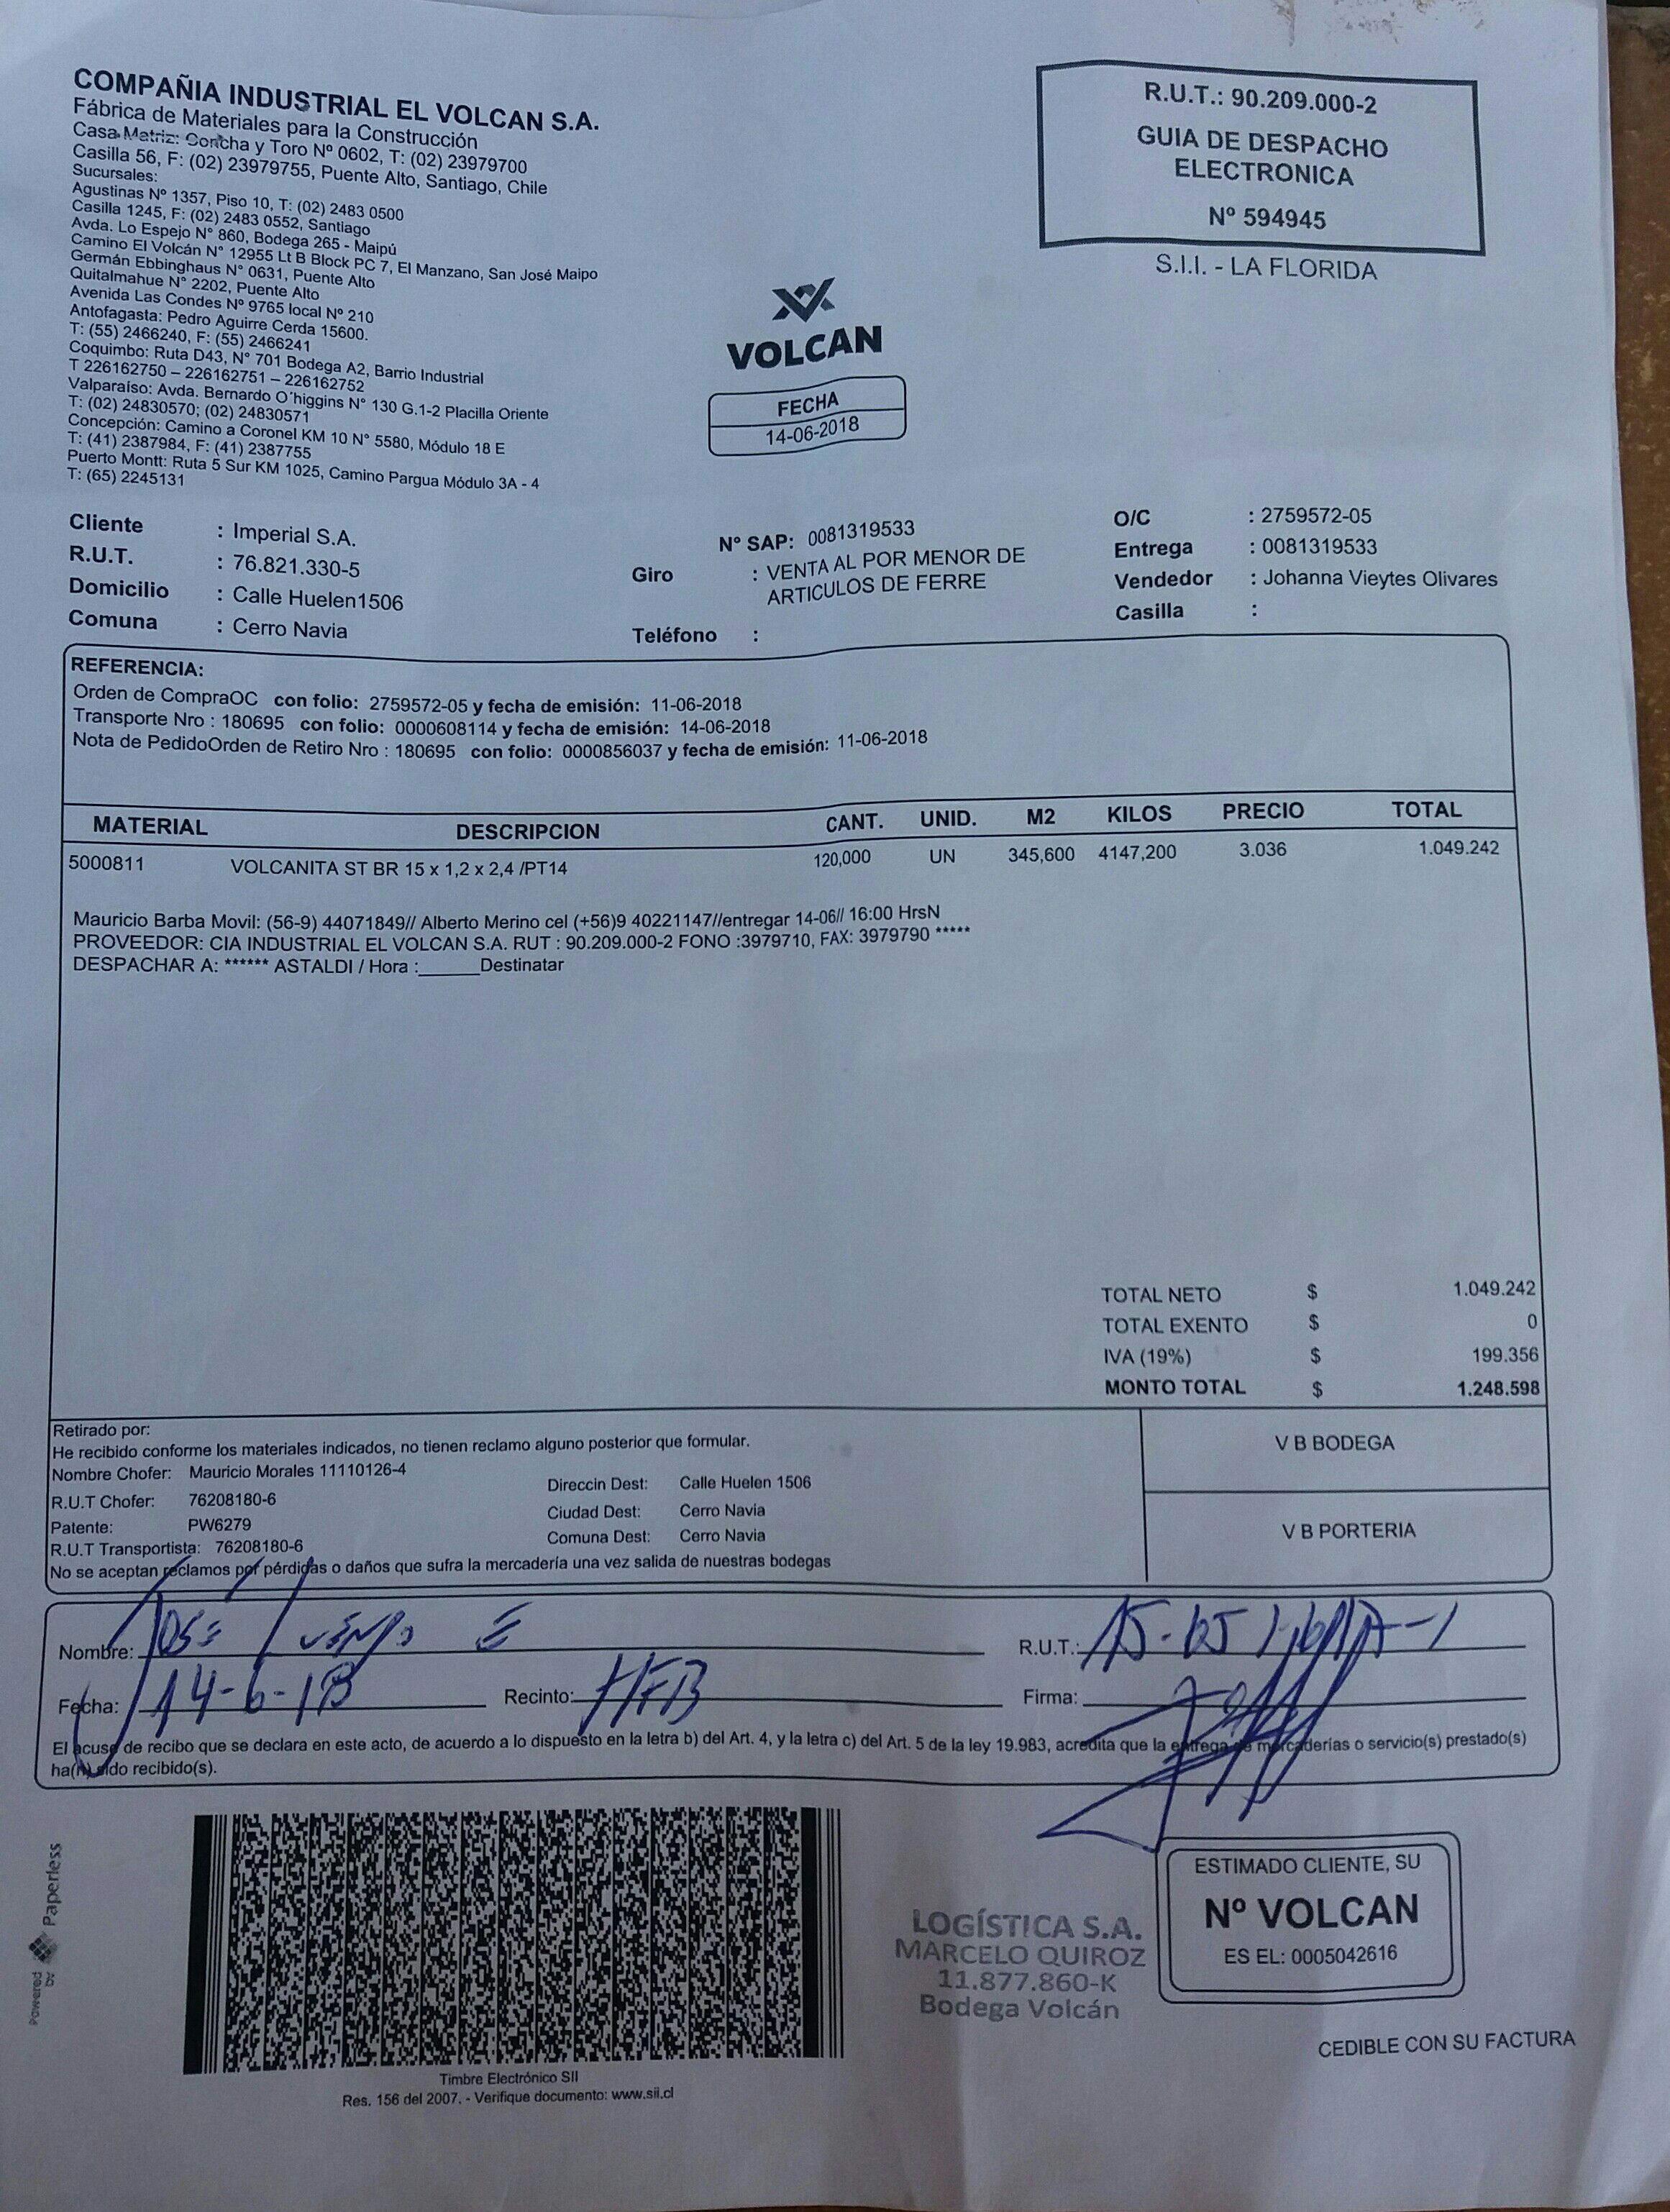 COMPAÑIA INDUSTRIAL EL VOLCAN S.A.
Fábrica de Materiales para la Construcción
Casa Matriz: Concha y Toro Nº 0602, T: (02) 23979700
Casilla 56, F: (02) 23979755, Puente Alto, Santiago, Chile
Sucursales:
Agustinas Nº 1357, Piso 10, T: (02) 2483 0500
Casilla 1245, F: (02) 2483 0552, Santiago
Avda. Lo Espejo N° 860, Bodega 265 - Maipú
Camino El Volcán N° 12955 Lt B Block PC 7, El Manzano, San José Maipo
Germán Ebbinghaus N° 0631, Puente Alto
Quitalmahue N° 2202, Puente Alto
Avenida Las Condes Nº 9765 local Nº 210
Antofagasta: Pedro Aguirre Cerda 15600.
T: (55) 2466240, F: (55) 2466241
Coquimbo: Ruta D43, N° 701 Bodega A2, Barrio Industrial
T 226162750 – 226162751 – 226162752
Valparaíso: Avda. Bernardo O´higgins N° 130 G.1-2 Placilla Oriente
T: (02) 24830570; (02) 24830571
Concepción: Camino a Coronel KM 10 N° 5580, Módulo 18 E
T: (41) 2387984, F: (41) 2387755
Puerto Montt: Ruta 5 Sur KM 1025, Camino Pargua Módulo 3A - 4
T: (65) 2245131
VOLCAN
FECHA
14-06-2018
R.U.T.: 90.209.000-2
GUIA DE DESPACHO
ELECTRONICA
Nº 594945
S.I.I. - LA FLORIDA
Cliente : Imperial S.A.
R.U.T. : 76.821.330-5
Domicilio : Calle Huelen1506
Comuna : Cerro Navia
Nº SAP: 0081319533
Giro : VENTA AL POR MENOR DE
ARTICULOS DE FERRE
Teléfono :
O/C : 2759572-05
Entrega : 0081319533
Vendedor : Johanna Vieytes Olivares
Casilla :
REFERENCIA:
Orden de CompraOC con folio: 2759572-05 y fecha de emisión: 11-06-2018
Transporte Nro : 180695 con folio: 0000608114 y fecha de emisión: 14-06-2018
Nota de PedidoOrden de Retiro Nro : 180695 con folio: 0000856037 y fecha de emisión: 11-06-2018
MATERIAL DESCRIPCION CANT. UNID. M2 KILOS PRECIO TOTAL
5000811 VOLCANITA ST BR 15 x 1,2 x 2,4 /PT14 120,000 UN 345,600 4147,200 3.036 1.049.242
Mauricio Barba Movil: (56-9) 44071849// Alberto Merino cel (+56)9 40221147//entregar 14-06// 16:00 HrsN
PROVEEDOR: CIA INDUSTRIAL EL VOLCAN S.A. RUT : 90.209.000-2 FONO :3979710, FAX: 3979790 *****
DESPACHAR A: ****** ASTALDI / Hora :______Destinatar
TOTAL NETO $ 1.049.242
TOTAL EXENTO $ 0
IVA (19%) $ 199.356
MONTO TOTAL $ 1.248.598
Retirado por:
He recibido conforme los materiales indicados, no tienen reclamo alguno posterior que formular.
Nombre Chofer: Mauricio Morales 11110126-4
R.U.T Chofer: 76208180-6
Patente: PW6279
R.U.T Transportista: 76208180-6
Direccin Dest: Calle Huelen 1506
Ciudad Dest: Cerro Navia
Comuna Dest: Cerro Navia
No se aceptan reclamos por pérdidas o daños que sufra la mercadería una vez salida de nuestras bodegas
V B BODEGA
V B PORTERIA
Nombre: Jose
R.U.T.:
Fecha: 14-6-18 Recinto: HFB Firma:
El acuse de recibo que se declara en este acto, de acuerdo a lo dispuesto en la letra b) del Art. 4, y la letra c) del Art. 5 de la ley 19.983, acredita que la entrega de mercaderías o servicio(s) prestado(s)
ha(n) sido recibido(s).
Powered by Paperless
Timbre Electrónico SII
Res. 156 del 2007. - Verifique documento: www.sii.cl
LOGÍSTICA S.A.
MARCELO QUIROZ
11.877.860-K
Bodega Volcán
ESTIMADO CLIENTE, SU
Nº VOLCAN
ES EL: 0005042616
CEDIBLE CON SU FACTURA